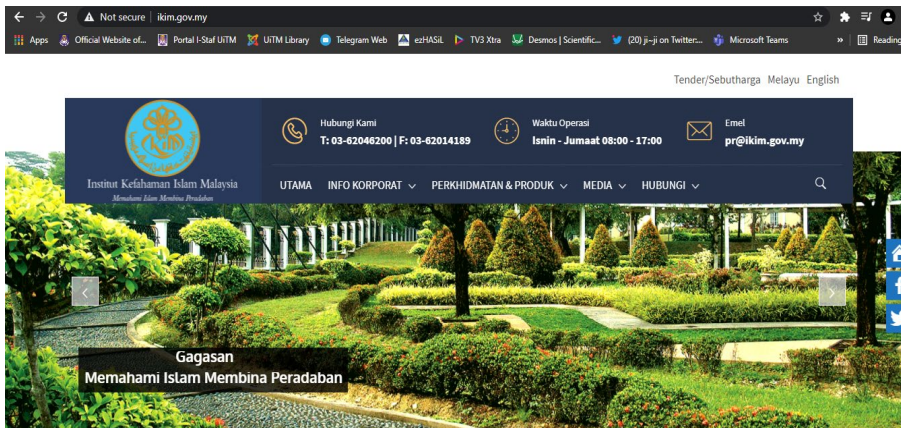 Not secure | ikim.gov.my
Apps Official Website of... Portal I-Staf UiTM UiTM Library Telegram Web ezHASiL TV3 Xtra Desmos | Scientific... (20) ji~ji on Twitter:... Microsoft Teams » Reading
Tender/Sebutharga Melayu English
IKIM
Institut Kefahaman Islam Malaysia
Memahami Islam Membina Peradaban
Hubungi Kami
T: 03-62046200 | F: 03-62014189
Waktu Operasi
Isnin - Jumaat 08:00 - 17:00
Emel
pr@ikim.gov.my
UTAMA INFO KORPORAT PERKHIDMATAN & PRODUK MEDIA HUBUNGI
Gagasan
Memahami Islam Membina Peradaban